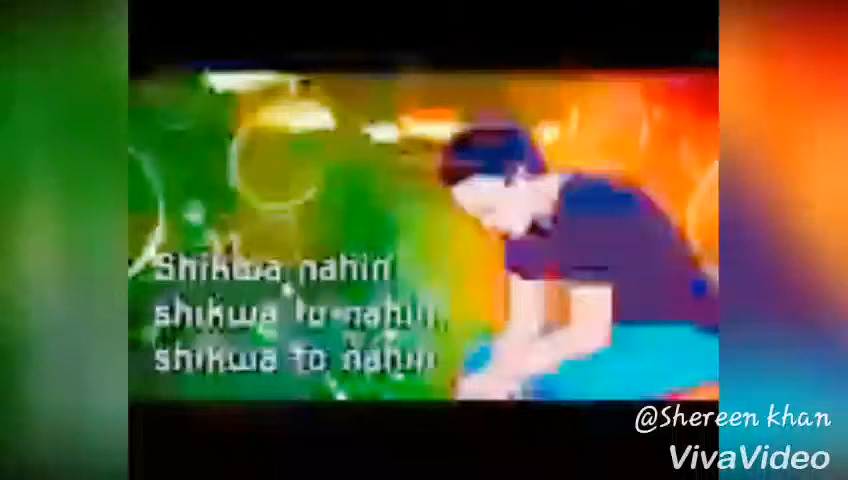 Shikwa nahin
shikwa to nahin,
shikwa to nahin
@Shereen khan
VivaVideo